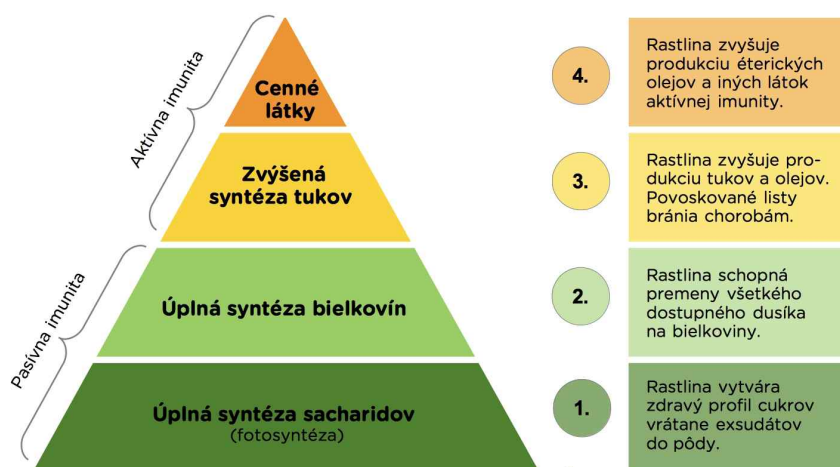 Aktívna imunita
Cenné
látky
4.
Rastlina zvyšuje
produkciu éterických
olejov a iných látok
aktívnej imunity.
Zvýšená
syntéza tukov
3.
Rastlina zvyšuje pro-
dukciu tukov a olejov.
Povoskované listy
bránia chorobám.
Pasívna imunita
Úplná syntéza bielkovín
2.
Rastlina schopná
premeny všetkého
dostupného dusíka
na bielkoviny.
Úplná syntéza sacharidov
(fotosyntéza)
1.
Rastlina vytvára
zdravý profil cukrov
vrátane exsudátov
do pôdy.